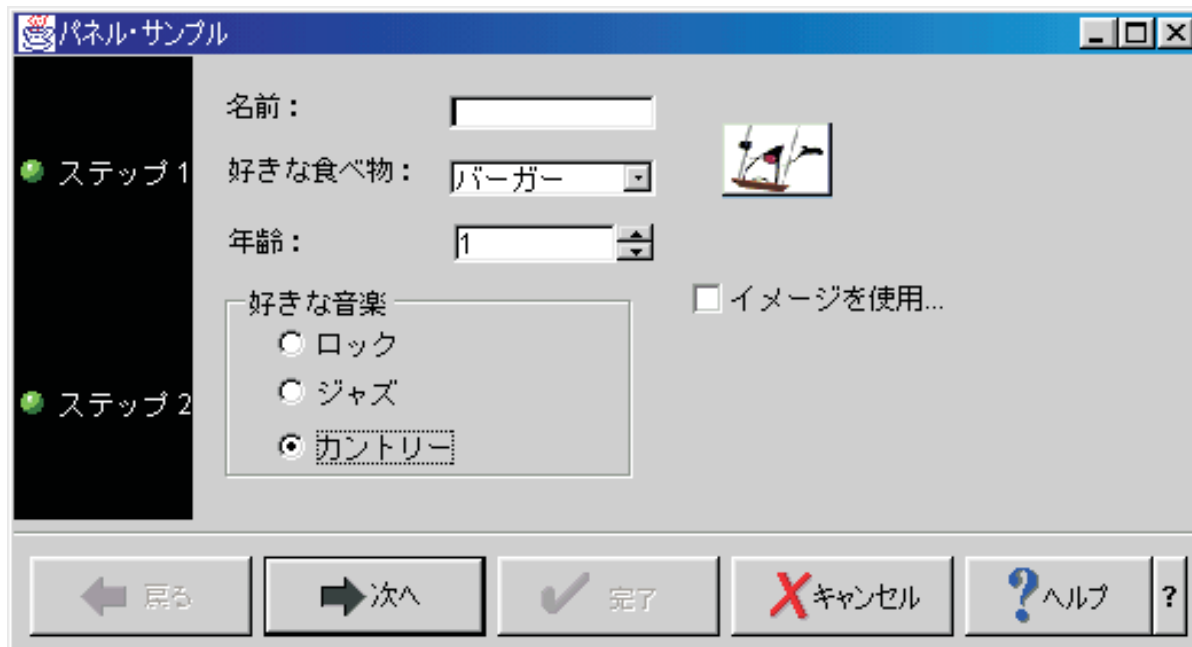 パネル・サンプル
名前：
ステップ 1
好きな食べ物：
バーガー
年齢：
1
好きな音楽
イメージを使用...
ロック
ジャズ
ステップ 2
カントリー
戻る
次へ
完了
キャンセル
ヘルプ
?